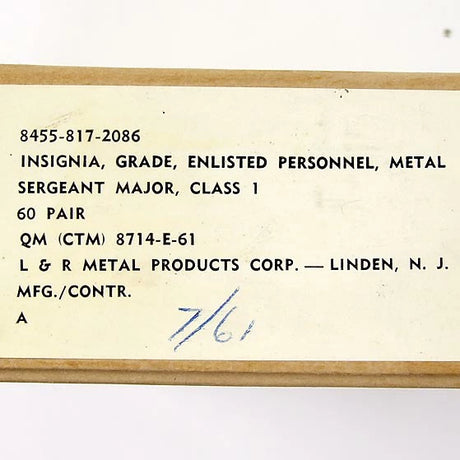 8455-817-2086
INSIGNIA, GRADE, ENLISTED PERSONNEL, METAL
SERGEANT MAJOR, CLASS 1
60 PAIR
QM (CTM) 8714-E-61
L & R METAL PRODUCTS CORP. — LINDEN, N. J.
MFG./CONTR.
A
7/61